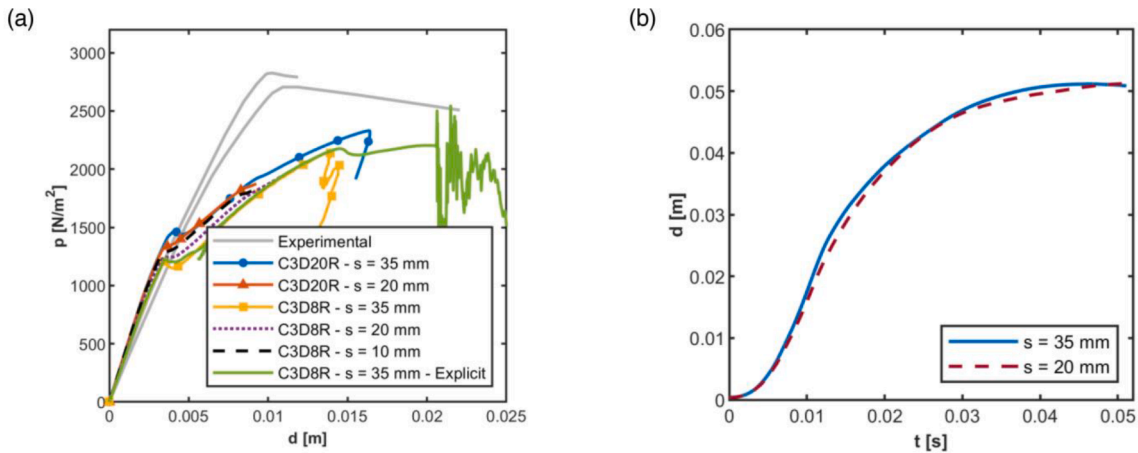 (a)
3000
2500
2000
1500
1000
500
0
p [N/m²]
0 0.005 0.01 0.015 0.02 0.025
d [m]
Experimental
C3D20R - s = 35 mm
C3D20R - s = 20 mm
C3D8R - s = 35 mm
C3D8R - s = 20 mm
C3D8R - s = 10 mm
C3D8R - s = 35 mm - Explicit
(b)
0.06
0.05
0.04
0.03
0.02
0.01
0
d [m]
0 0.01 0.02 0.03 0.04 0.05
t [s]
s = 35 mm
s = 20 mm